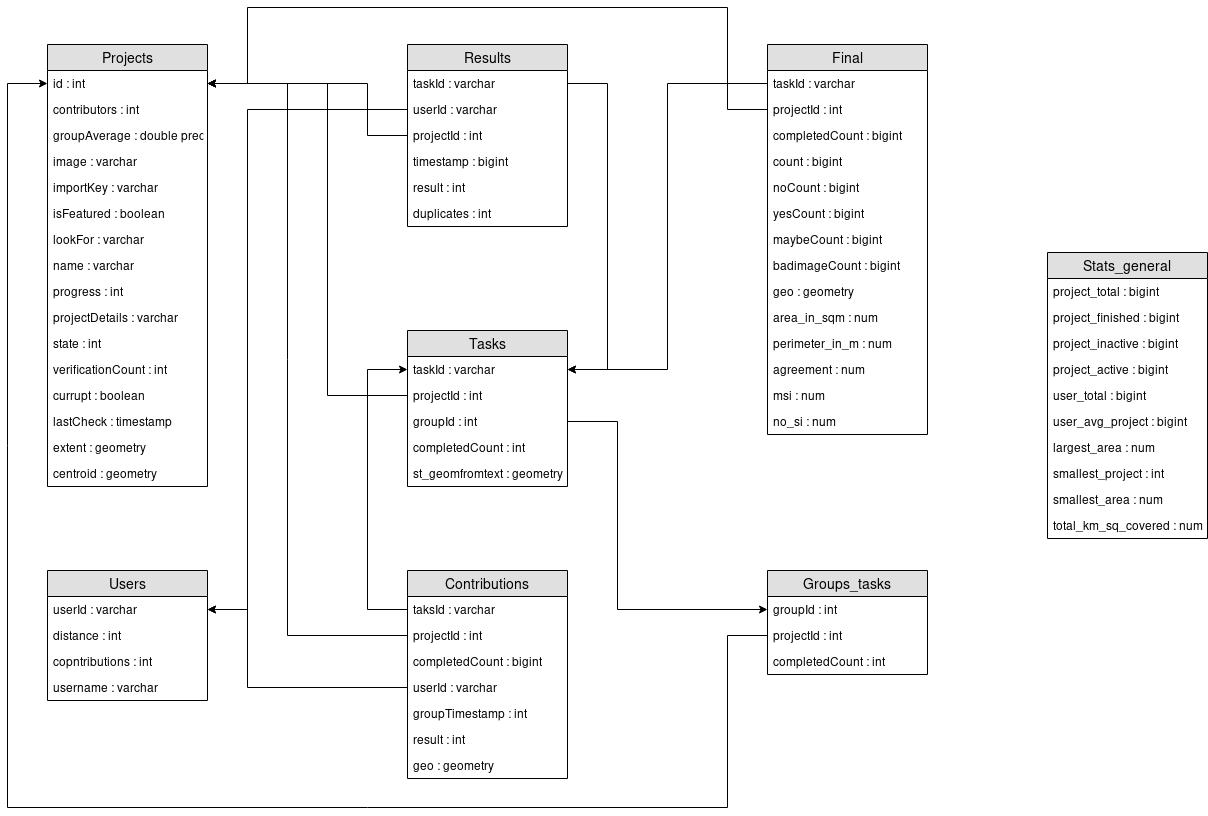 Projects
id : int
contributors : int
groupAverage : double prec
image : varchar
importKey : varchar
isFeatured : boolean
lookFor : varchar
name : varchar
progress : int
projectDetails : varchar
state : int
verificationCount : int
currupt : boolean
lastCheck : timestamp
extent : geometry
centroid : geometry
Results
taskId : varchar
userId : varchar
projectId : int
timestamp : bigint
result : int
duplicates : int
Final
taskId : varchar
projectId : int
completedCount : bigint
count : bigint
noCount : bigint
yesCount : bigint
maybeCount : bigint
badimageCount : bigint
geo : geometry
area_in_sqm : num
perimeter_in_m : num
agreement : num
msi : num
no_si : num
Stats_general
project_total : bigint
project_finished : bigint
project_inactive : bigint
project_active : bigint
user_total : bigint
user_avg_project : bigint
largest_area : num
smallest_project : int
smallest_area : num
total_km_sq_covered : num
Tasks
taskId : varchar
projectId : int
groupId : int
completedCount : int
st_geomfromtext : geometry
Users
userId : varchar
distance : int
copntributions : int
username : varchar
Contributions
taksId : varchar
projectId : int
completedCount : bigint
userId : varchar
groupTimestamp : int
result : int
geo : geometry
Groups_tasks
groupId : int
projectId : int
completedCount : int